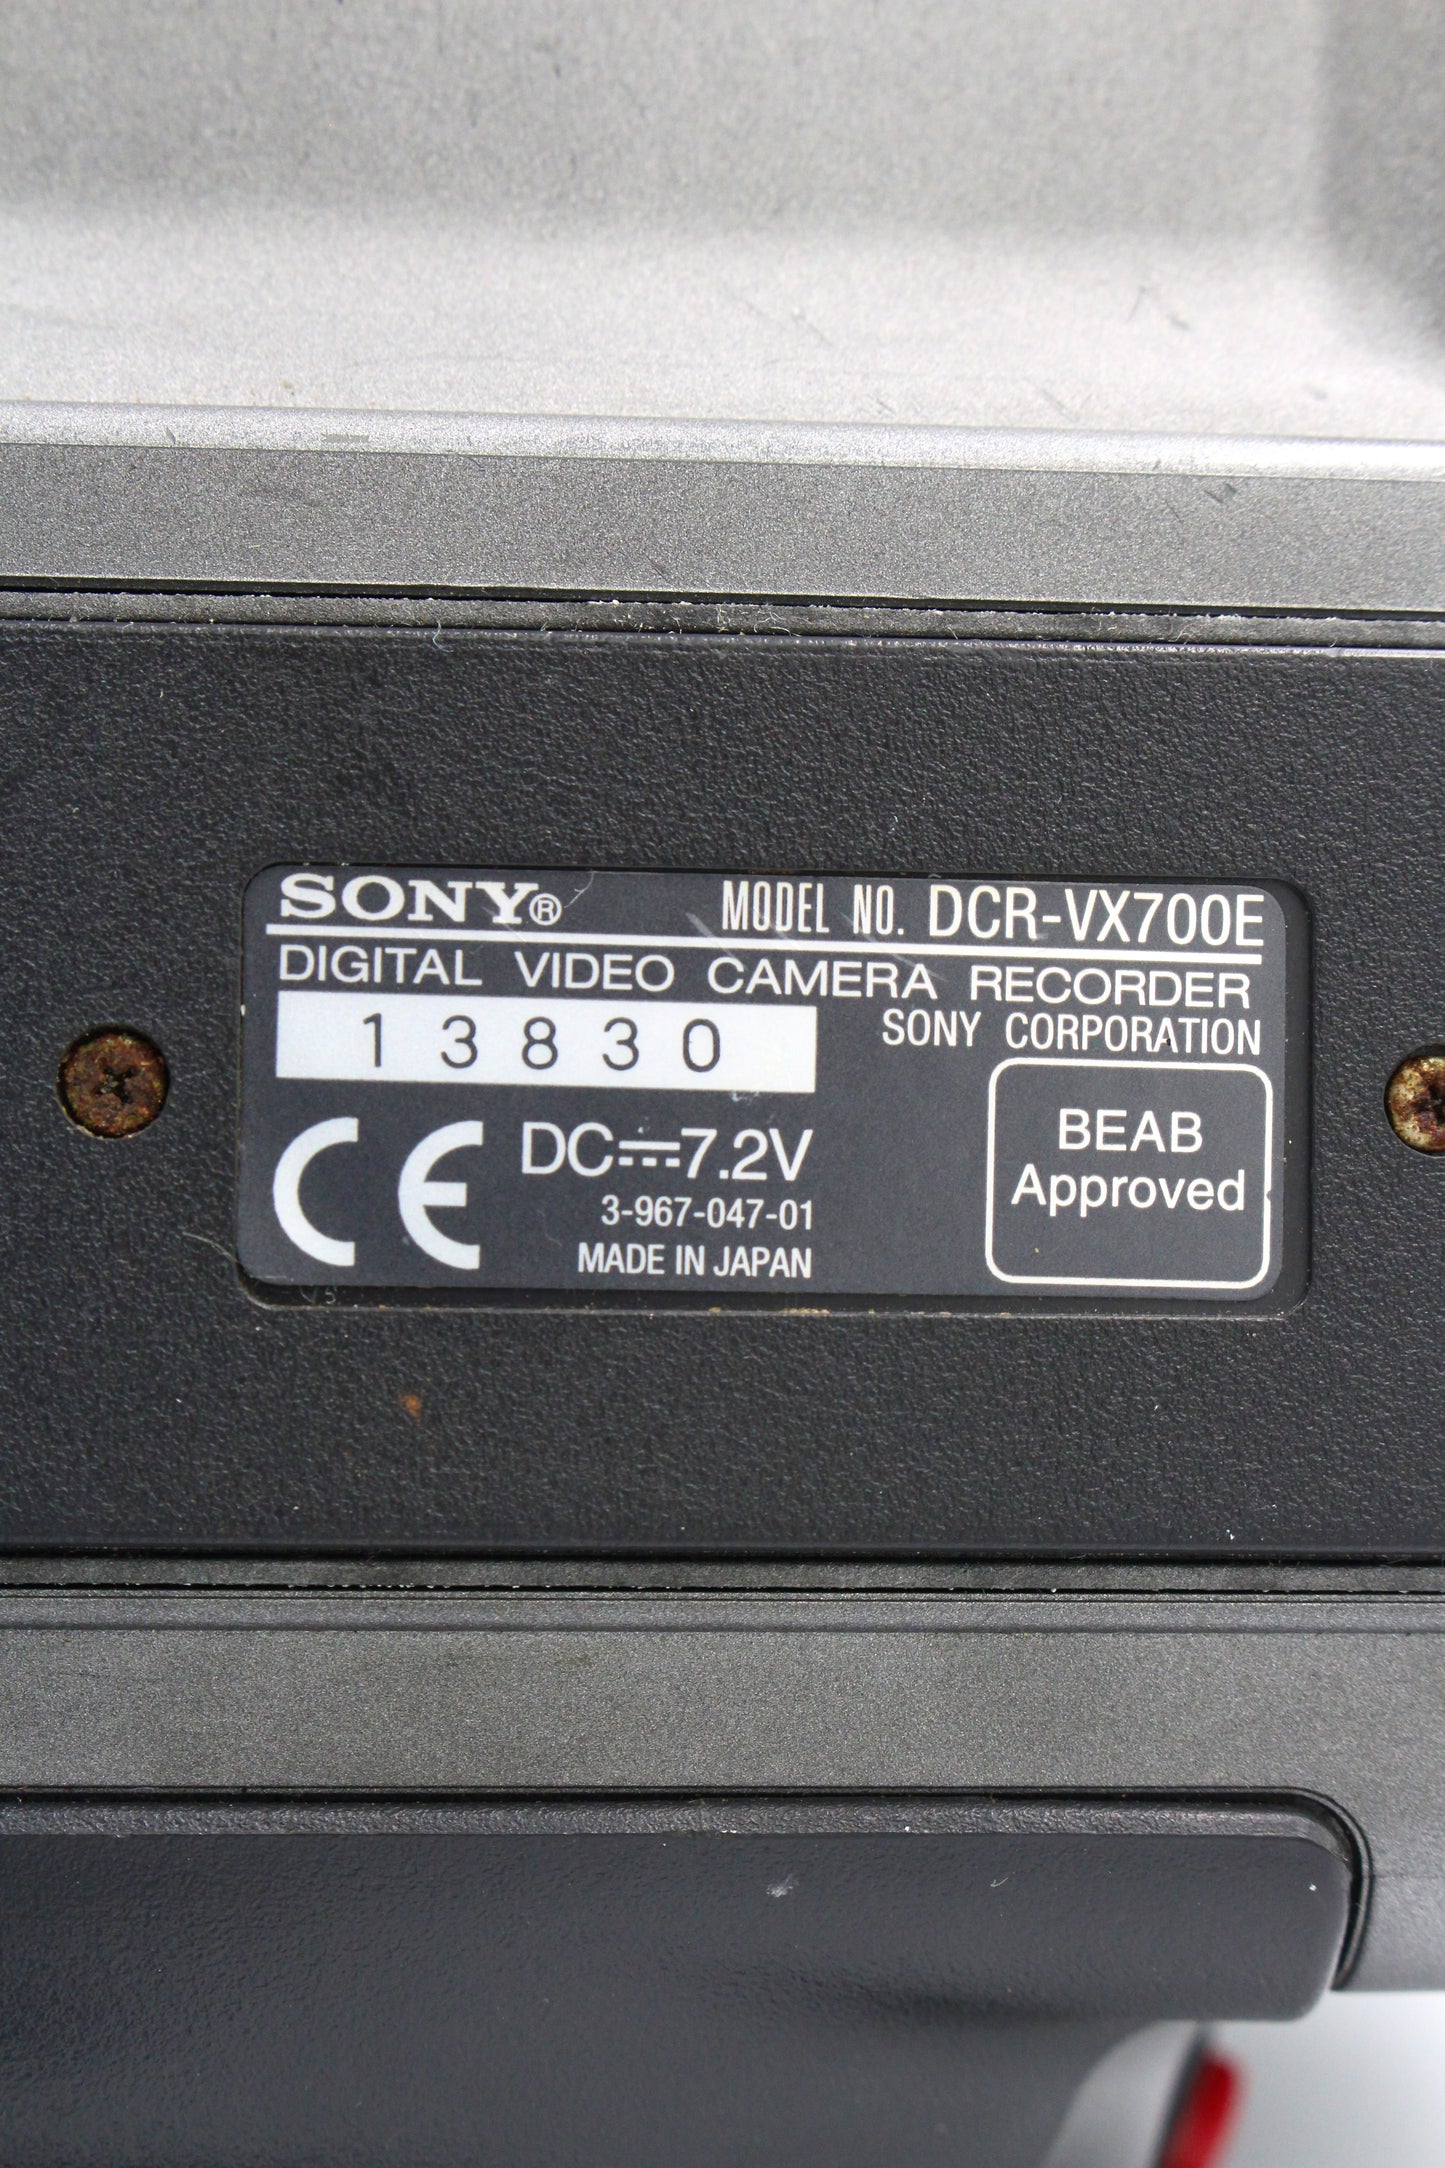 SONY® MODEL NO. DCR-VX700E
DIGITAL VIDEO CAMERA RECORDER
13830
SONY CORPORATION
CE DC 7.2V
3-967-047-01
MADE IN JAPAN
BEAB
Approved